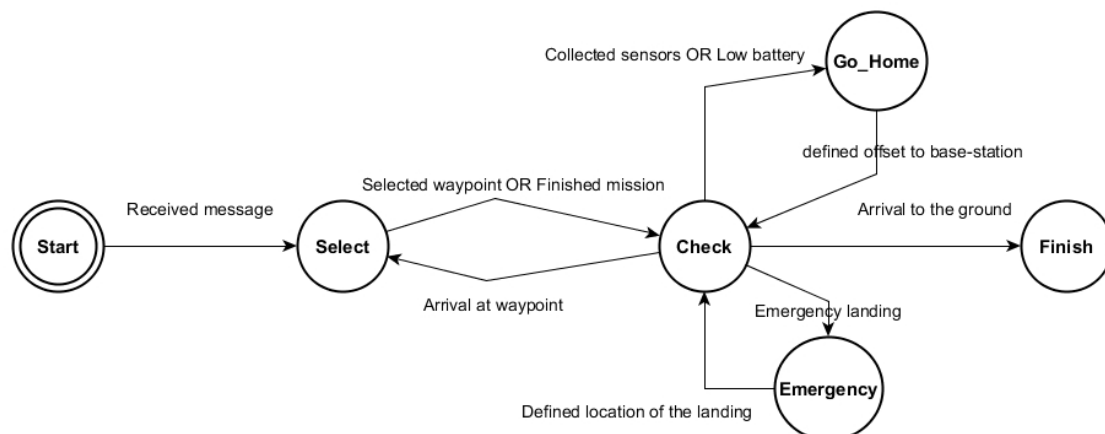 Collected sensors OR Low battery
Go_Home
defined offset to base-station
Selected waypoint OR Finished mission
Received message
Arrival to the ground
Start
Select
Check
Finish
Arrival at waypoint
Emergency landing
Emergency
Defined location of the landing